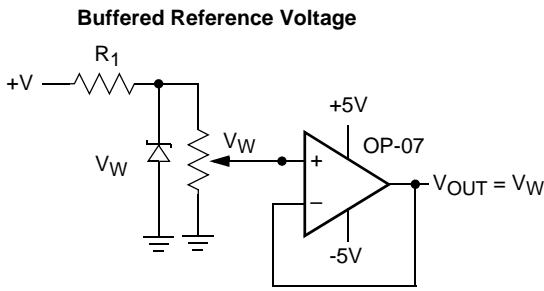 Buffered Reference Voltage
R1
+V
+5V
VW
OP-07
VW
+
VOUT = VW
–
-5V